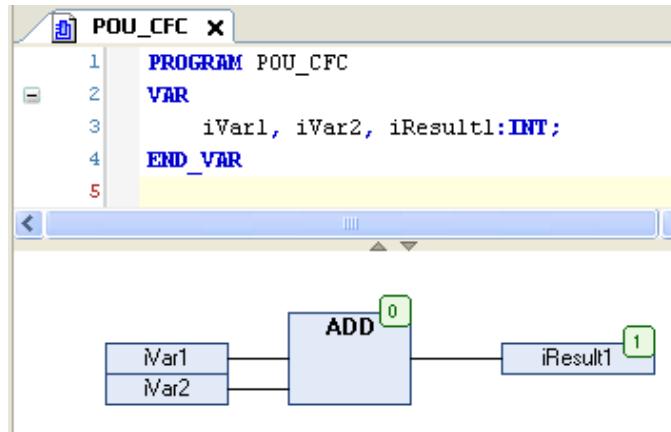 POU_CFC X
1 PROGRAM POU_CFC
2 VAR
3 iVar1, iVar2, iResult1:INT;
4 END_VAR
5
0
ADD
1
iVar1
iResult1
iVar2